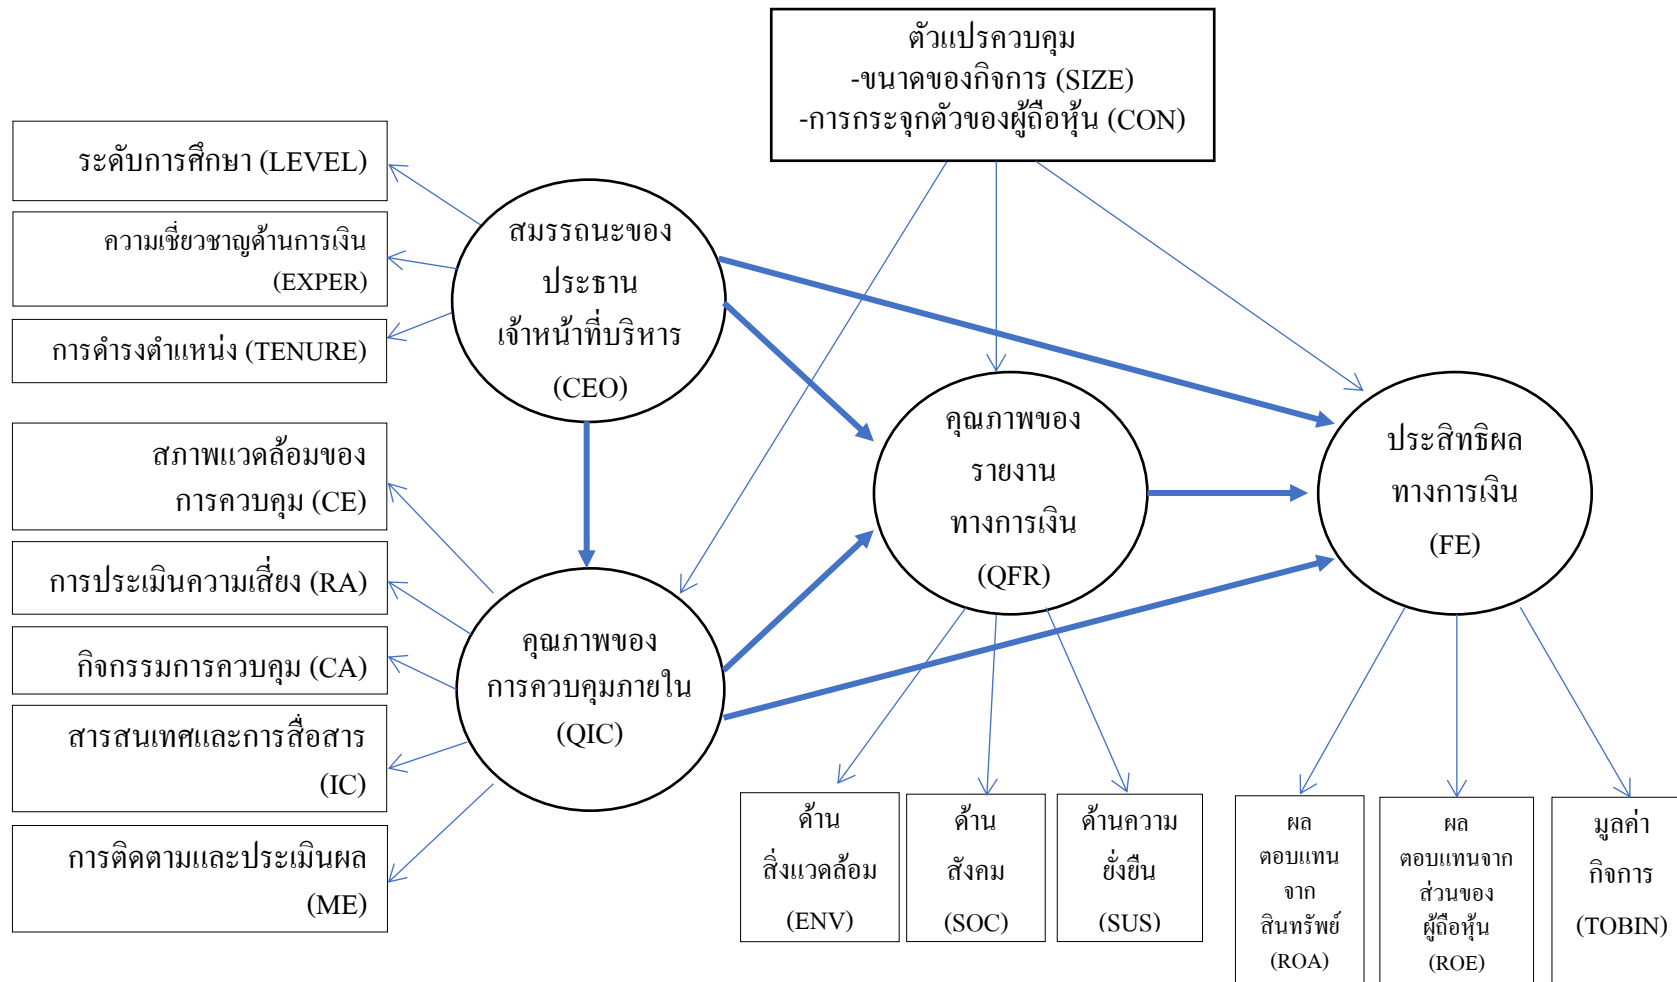 ตัวแปรควบคุม
-ขนาดของกิจการ (SIZE)
-การกระจุกตัวของผู้ถือหุ้น (CON)
ระดับการศึกษา (LEVEL)
ความเชี่ยวชาญด้านการเงิน
(EXPER)
การดำรงตำแหน่ง (TENURE)
สมรรถนะของ
ประธาน
เจ้าหน้าที่บริหาร
(CEO)
สภาพแวดล้อมของ
การควบคุม (CE)
การประเมินความเสี่ยง (RA)
กิจกรรมการควบคุม (CA)
สารสนเทศและการสื่อสาร
(IC)
การติดตามและประเมินผล
(ME)
คุณภาพของ
การควบคุมภายใน
(QIC)
คุณภาพของ
รายงาน
ทางการเงิน
(QFR)
ประสิทธิผล
ทางการเงิน
(FE)
ด้าน
สิ่งแวดล้อม
(ENV)
ด้าน
สังคม
(SOC)
ด้านความ
ยั่งยืน
(SUS)
ผล
ตอบแทน
จาก
สินทรัพย์
(ROA)
ผล
ตอบแทนจาก
ส่วนของ
ผู้ถือหุ้น
(ROE)
มูลค่า
กิจการ
(TOBIN)